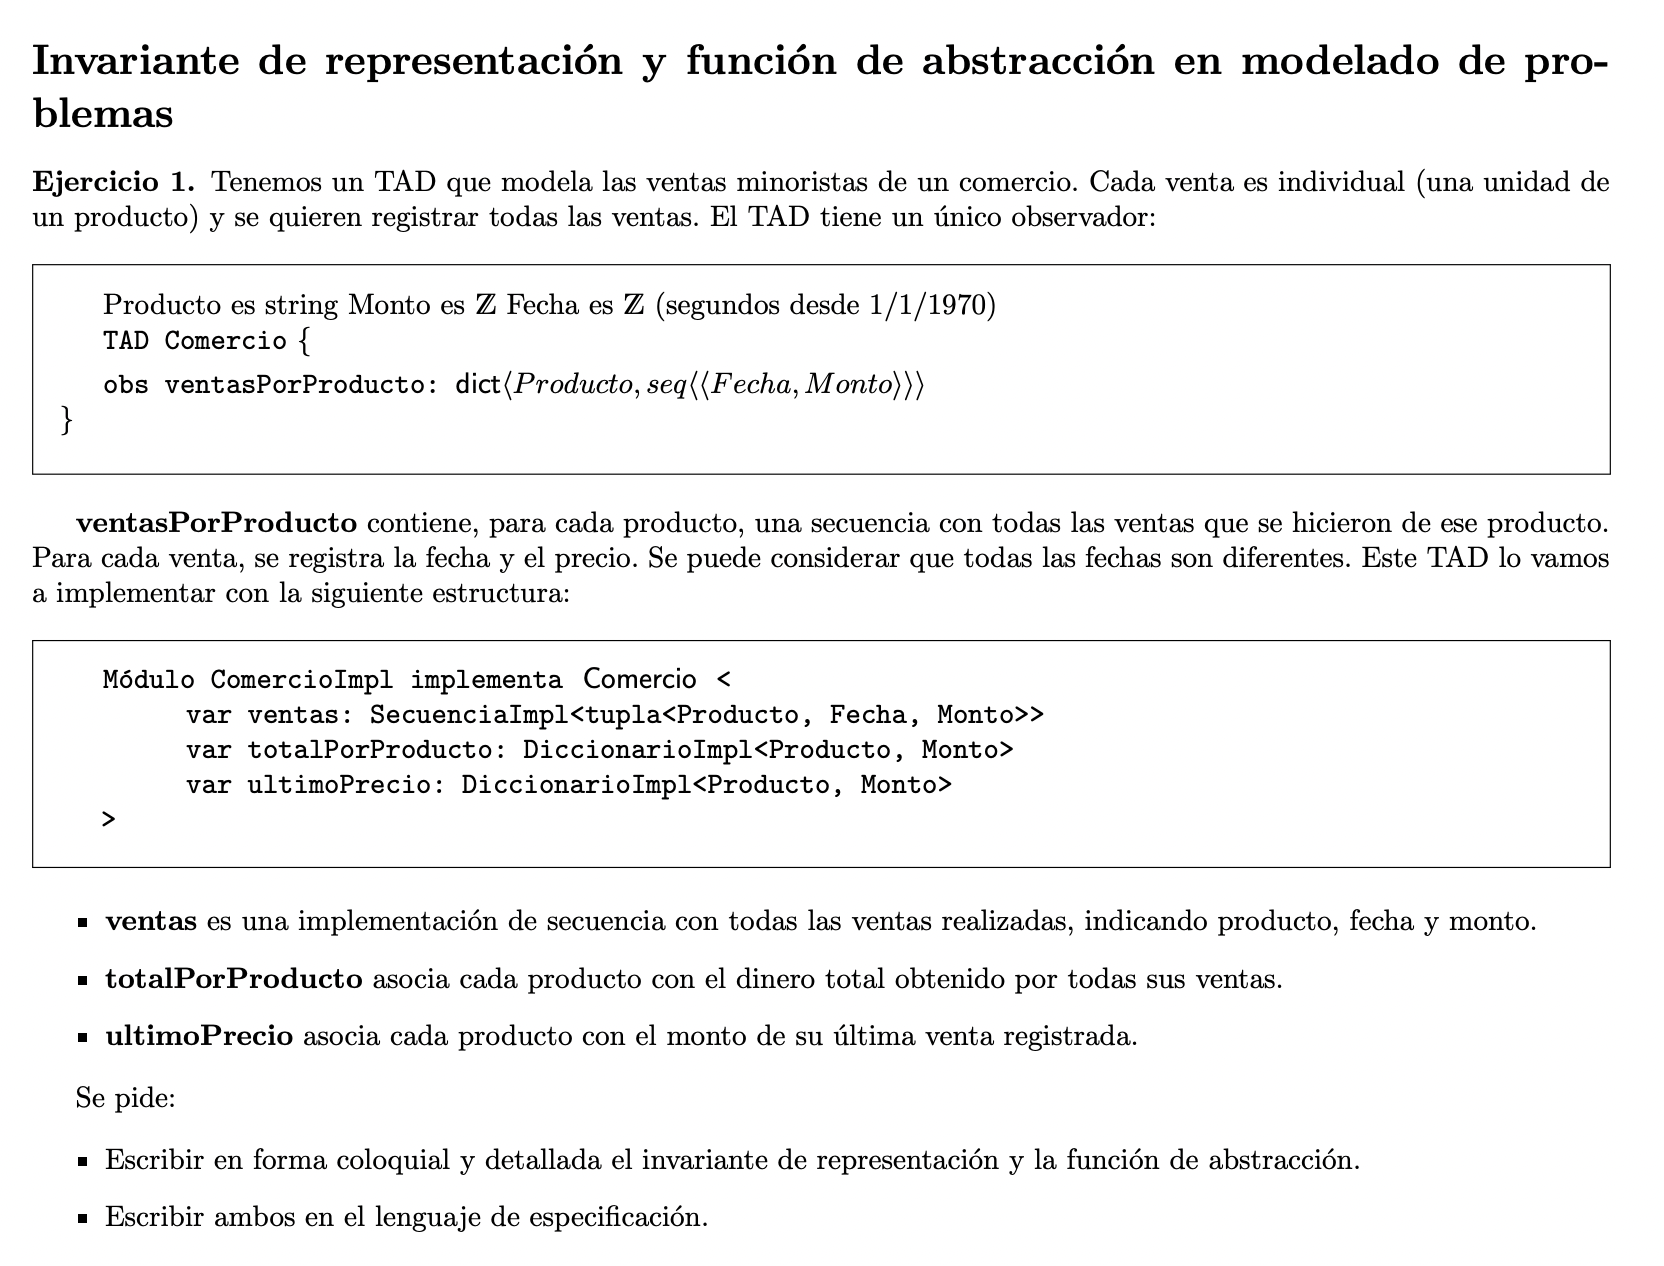 Invariante de representación y función de abstracción en modelado de pro-
blemas
Ejercicio 1. Tenemos un TAD que modela las ventas minoristas de un comercio. Cada venta es individual (una unidad de
un producto) y se quieren registrar todas las ventas. El TAD tiene un único observador:
Producto es string Monto es ℤ Fecha es ℤ (segundos desde 1/1/1970)
TAD Comercio {
obs ventasPorProducto: dict⟨Producto, seq⟨⟨Fecha, Monto⟩⟩⟩
}
ventasPorProducto contiene, para cada producto, una secuencia con todas las ventas que se hicieron de ese producto.
Para cada venta, se registra la fecha y el precio. Se puede considerar que todas las fechas son diferentes. Este TAD lo vamos
a implementar con la siguiente estructura:
Módulo ComercioImpl implementa Comercio <
var ventas: SecuenciaImpl<tupla<Producto, Fecha, Monto>>
var totalPorProducto: DiccionarioImpl<Producto, Monto>
var ultimoPrecio: DiccionarioImpl<Producto, Monto>
>
▪ ventas es una implementación de secuencia con todas las ventas realizadas, indicando producto, fecha y monto.
▪ totalPorProducto asocia cada producto con el dinero total obtenido por todas sus ventas.
▪ ultimoPrecio asocia cada producto con el monto de su última venta registrada.
Se pide:
▪ Escribir en forma coloquial y detallada el invariante de representación y la función de abstracción.
▪ Escribir ambos en el lenguaje de especificación.